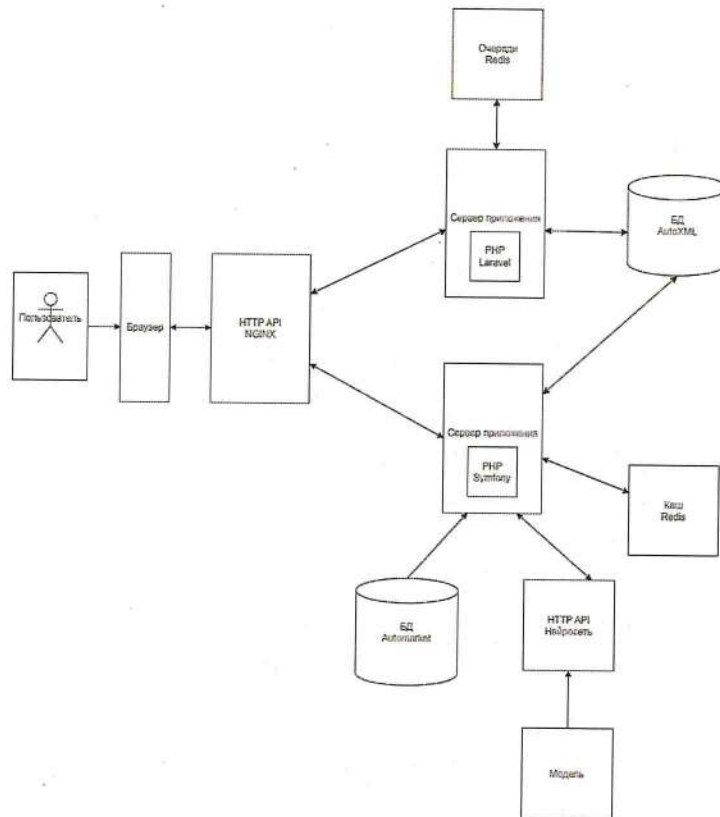 Очереди
Redis
Сервер приложения
PHP
Laravel
БД
AutoXML
Пользователь
Браузер
HTTP API
NGINX
Сервер приложения
PHP
Symfony
Кеш
Redis
БД
Automarket
HTTP API
Нейросеть
Модель